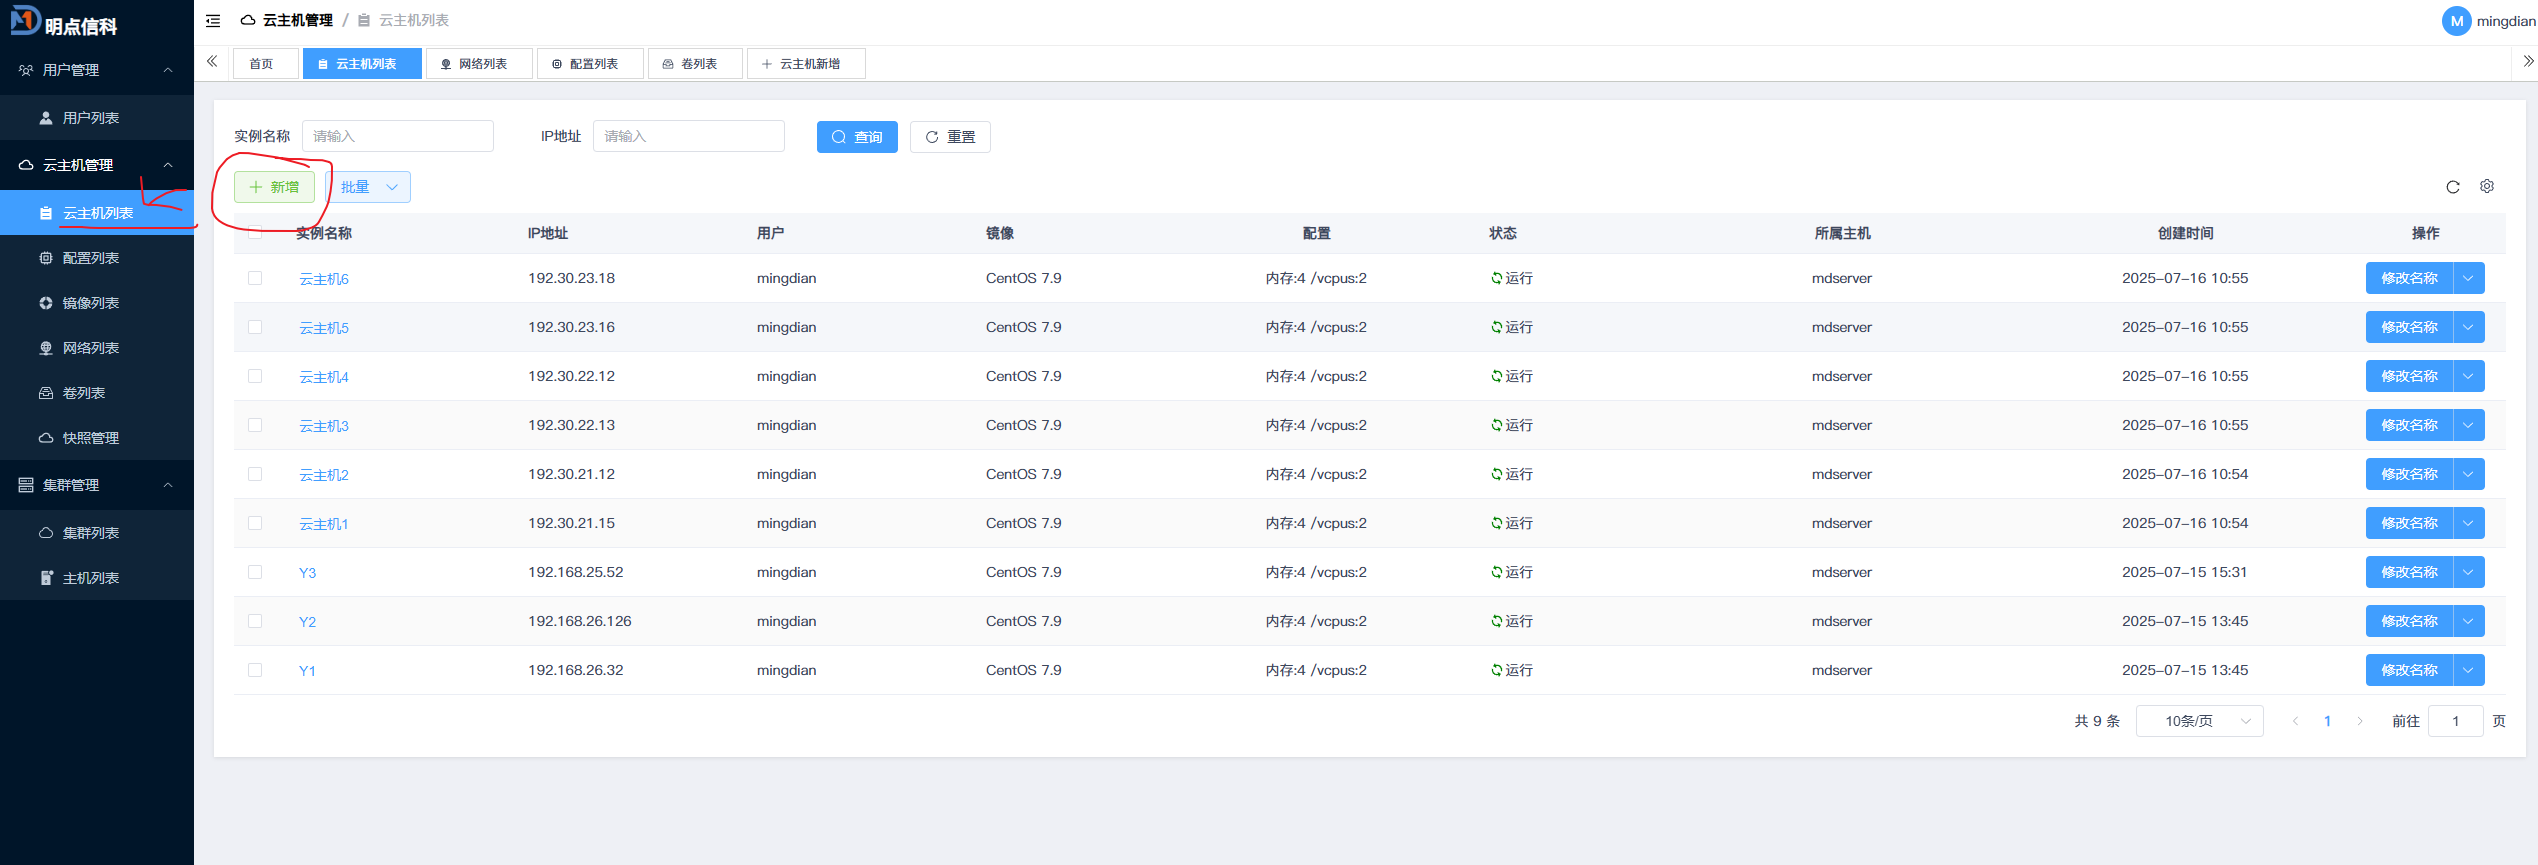 明点信科
云主机管理 / 云主机列表
M mingdian
用户管理
首页 云主机列表 网络列表 配置列表 卷列表 云主机新增
用户列表
实例名称 请输入 IP地址 请输入 查询 重置
云主机管理
新增 批量
云主机列表
配置列表
镜像列表
网络列表
卷列表
快照管理
集群管理
集群列表
主机列表
实例名称 IP地址 用户 镜像 配置 状态 所属主机 创建时间 操作
云主机6 192.30.23.18 mingdian CentOS 7.9 内存:4 /vcpus:2 运行 mdserver 2025-07-16 10:55 修改名称
云主机5 192.30.23.16 mingdian CentOS 7.9 内存:4 /vcpus:2 运行 mdserver 2025-07-16 10:55 修改名称
云主机4 192.30.22.12 mingdian CentOS 7.9 内存:4 /vcpus:2 运行 mdserver 2025-07-16 10:55 修改名称
云主机3 192.30.22.13 mingdian CentOS 7.9 内存:4 /vcpus:2 运行 mdserver 2025-07-16 10:55 修改名称
云主机2 192.30.21.12 mingdian CentOS 7.9 内存:4 /vcpus:2 运行 mdserver 2025-07-16 10:54 修改名称
云主机1 192.30.21.15 mingdian CentOS 7.9 内存:4 /vcpus:2 运行 mdserver 2025-07-16 10:54 修改名称
Y3 192.168.25.52 mingdian CentOS 7.9 内存:4 /vcpus:2 运行 mdserver 2025-07-15 15:31 修改名称
Y2 192.168.26.126 mingdian CentOS 7.9 内存:4 /vcpus:2 运行 mdserver 2025-07-15 13:45 修改名称
Y1 192.168.26.32 mingdian CentOS 7.9 内存:4 /vcpus:2 运行 mdserver 2025-07-15 13:45 修改名称
共 9 条 10条/页 1 前往 1 页